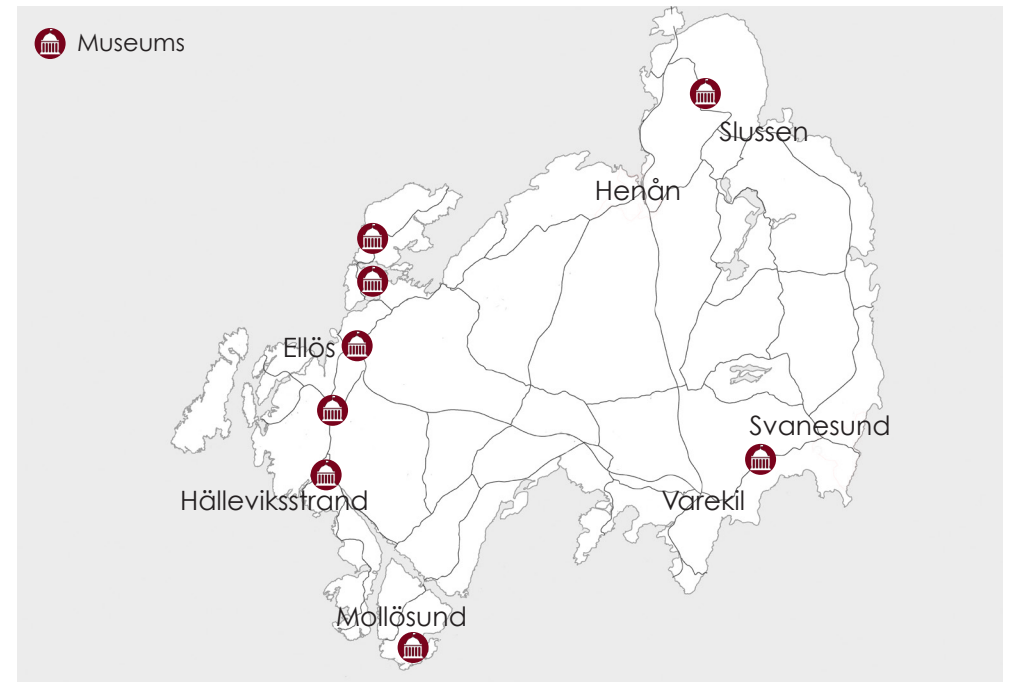 Museums
Slussen
Henån
Ellös
Svanesund
Hälleviksstrand
Varekil
Mollösund